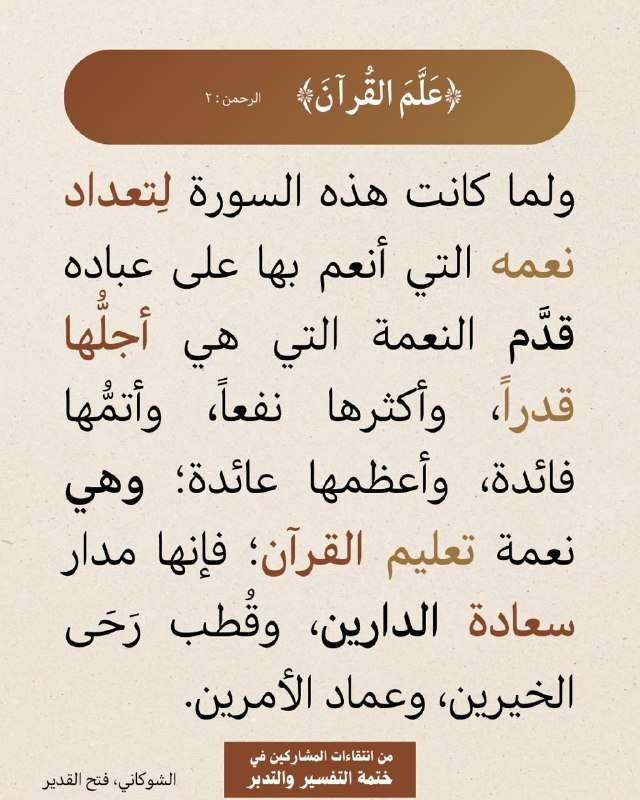 ﴿عَلَّمَ القُرآنَ﴾ الرحمن : ٢
ولما كانت هذه السورة لِتعداد
نعمه التي أنعم بها على عباده
قدَّم النعمة التي هي أجلُّها
قدراً، وأكثرها نفعاً، وأتمُّها
فائدة، وأعظمها عائدة؛ وهي
نعمة تعليم القرآن؛ فإنها مدار
سعادة الدارين، وقُطب رَحَى
الخيرين، وعماد الأمرين.
من انتقاءات المشاركين في
ختمة التفسير والتدبر
الشوكاني، فتح القدير